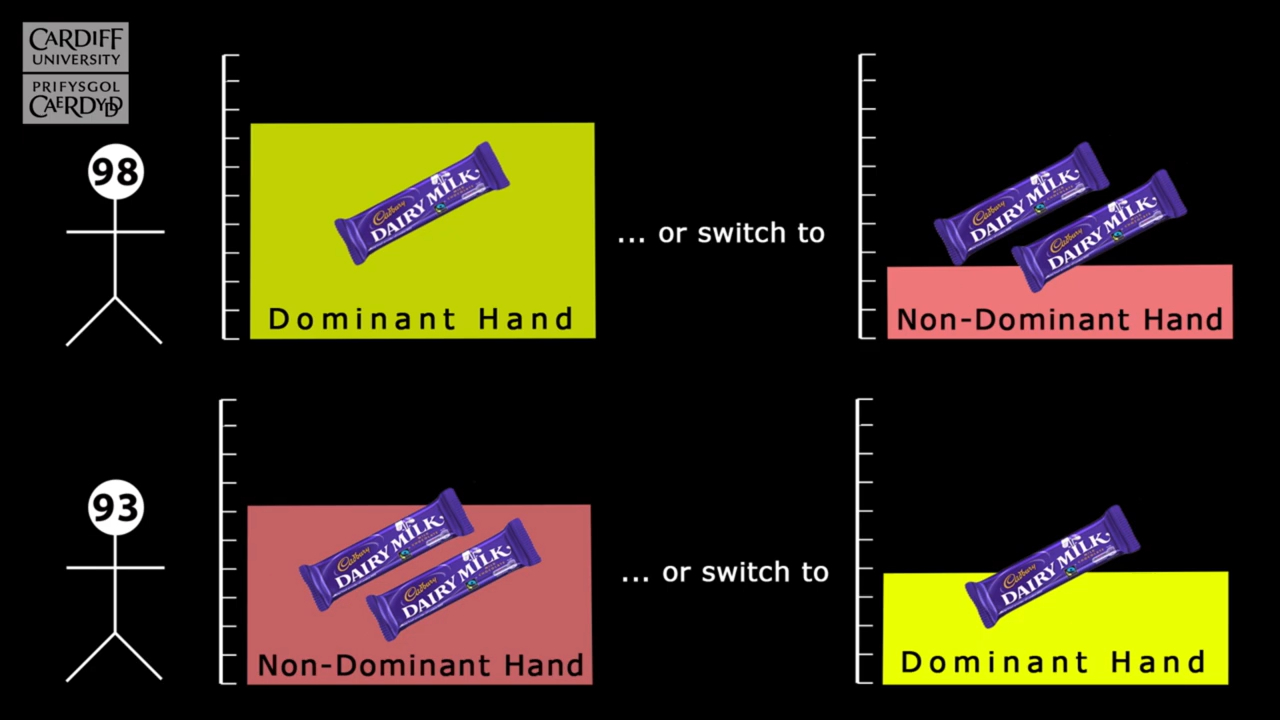 CARDIFF
UNIVERSITY
PRIFYSGOL
CAERDYDD
98
Cadbury
DAIRY MILK
Dominant Hand
... or switch to
Cadbury
DAIRY MILK
Cadbury
DAIRY MILK
Non-Dominant Hand
93
Cadbury
DAIRY MILK
Cadbury
DAIRY MILK
Non-Dominant Hand
... or switch to
Cadbury
DAIRY MILK
Dominant Hand